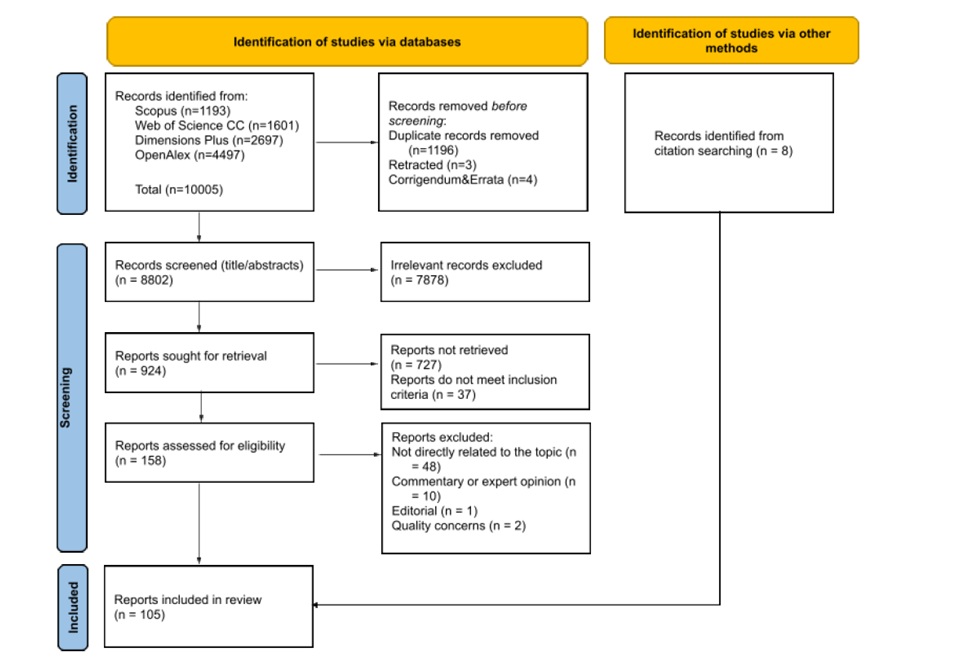 Identification of studies via databases
Identification of studies via other
methods
Identification
Records identified from:
Scopus (n=1193)
Web of Science CC (n=1601)
Dimensions Plus (n=2697)
OpenAlex (n=4497)
Total (n=10005)
Records removed before
screening:
Duplicate records removed
(n=1196)
Retracted (n=3)
Corrigendum&Errata (n=4)
Records identified from
citation searching (n = 8)
Screening
Records screened (title/abstracts)
(n = 8802)
Irrelevant records excluded
(n = 7878)
Reports sought for retrieval
(n = 924)
Reports not retrieved
(n = 727)
Reports do not meet inclusion
criteria (n = 37)
Reports assessed for eligibility
(n = 158)
Reports excluded:
Not directly related to the topic (n
= 48)
Commentary or expert opinion (n
= 10)
Editorial (n = 1)
Quality concerns (n = 2)
Included
Reports included in review
(n = 105)